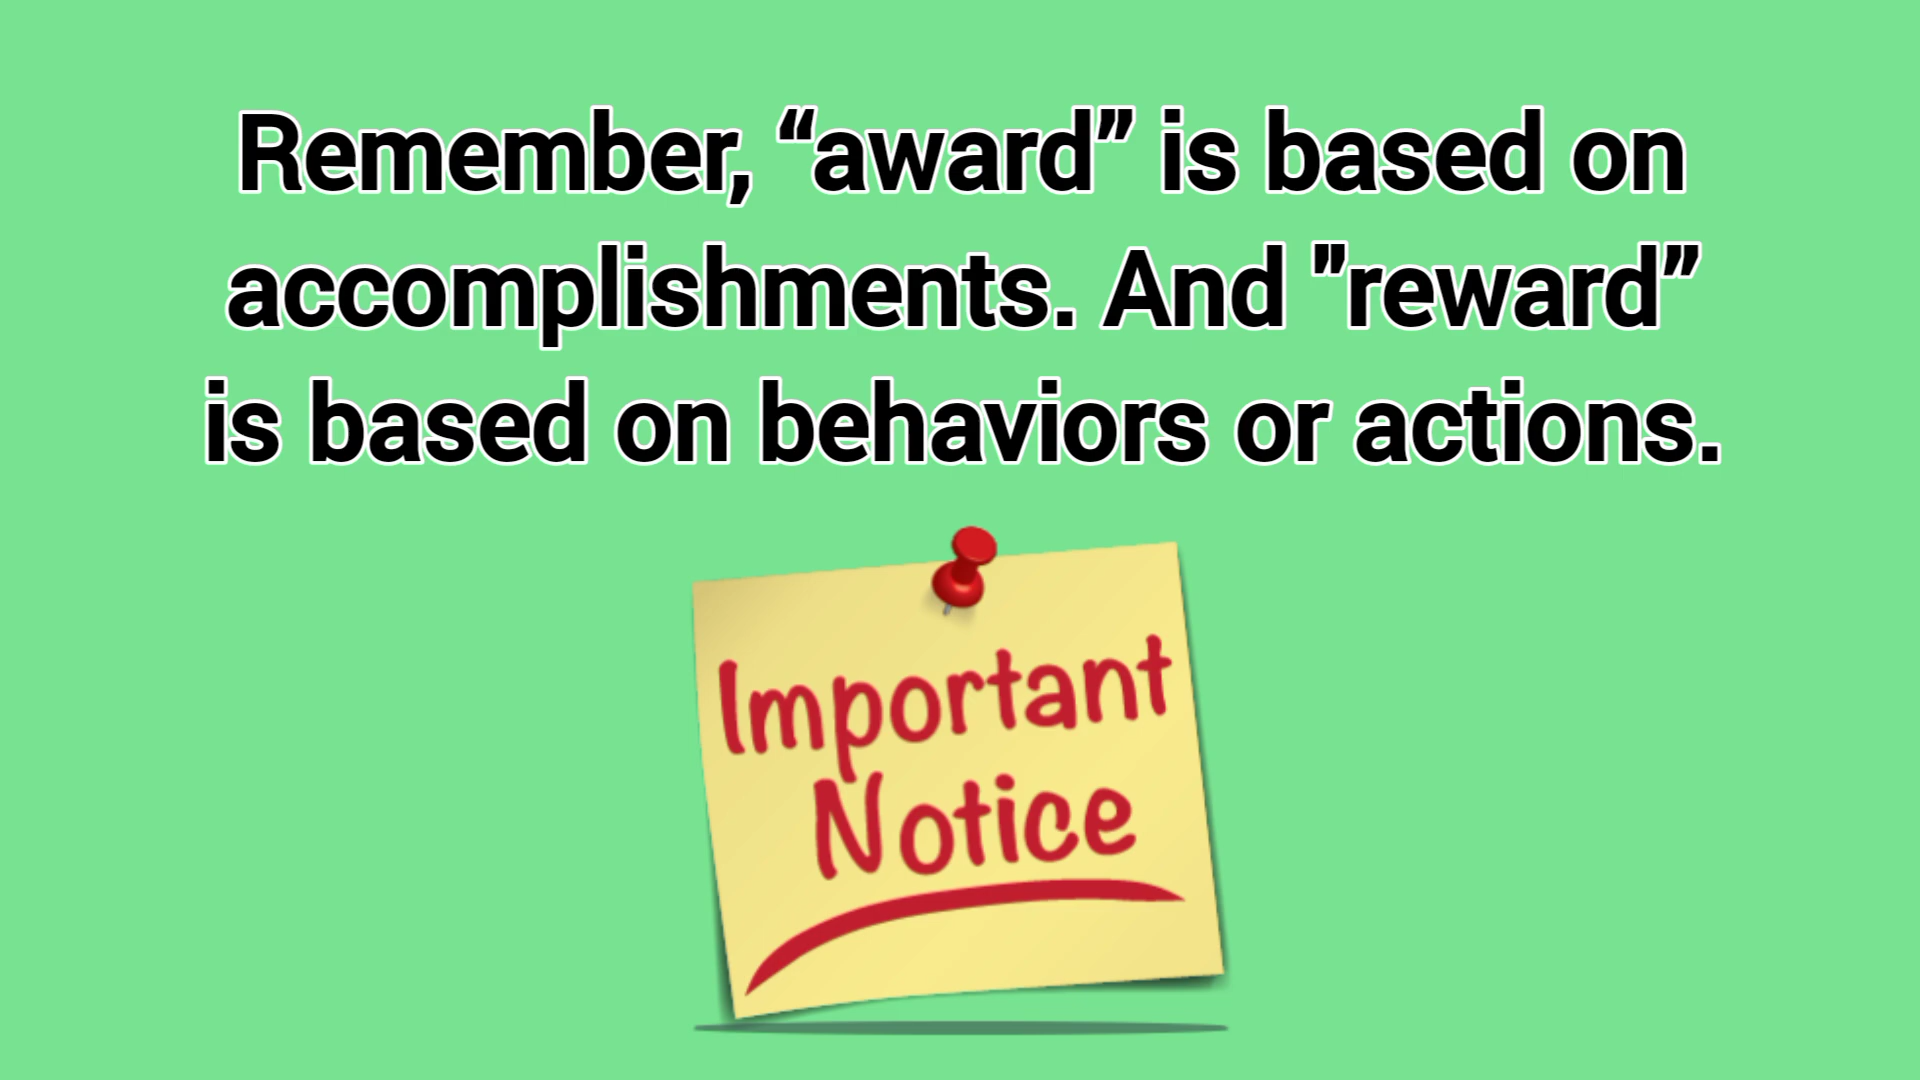 Remember, “award” is based on
accomplishments. And "reward”
is based on behaviors or actions.
Important
Notice